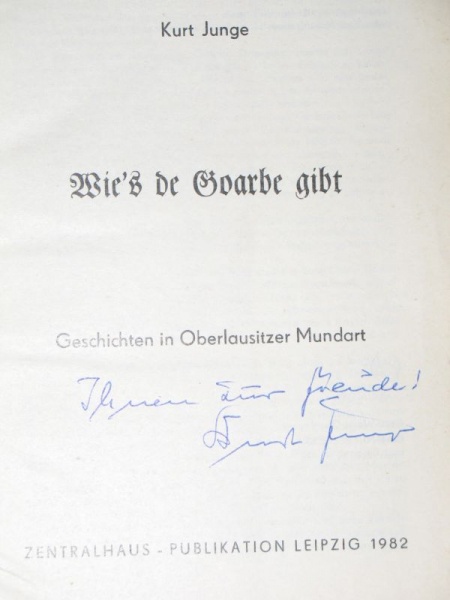 Kurt Junge
Wie's de Goarbe gibt
Geschichten in Oberlausitzer Mundart
Ihnen zur Freude!
Kurt Junge
ZENTRALHAUS - PUBLIKATION LEIPZIG 1982